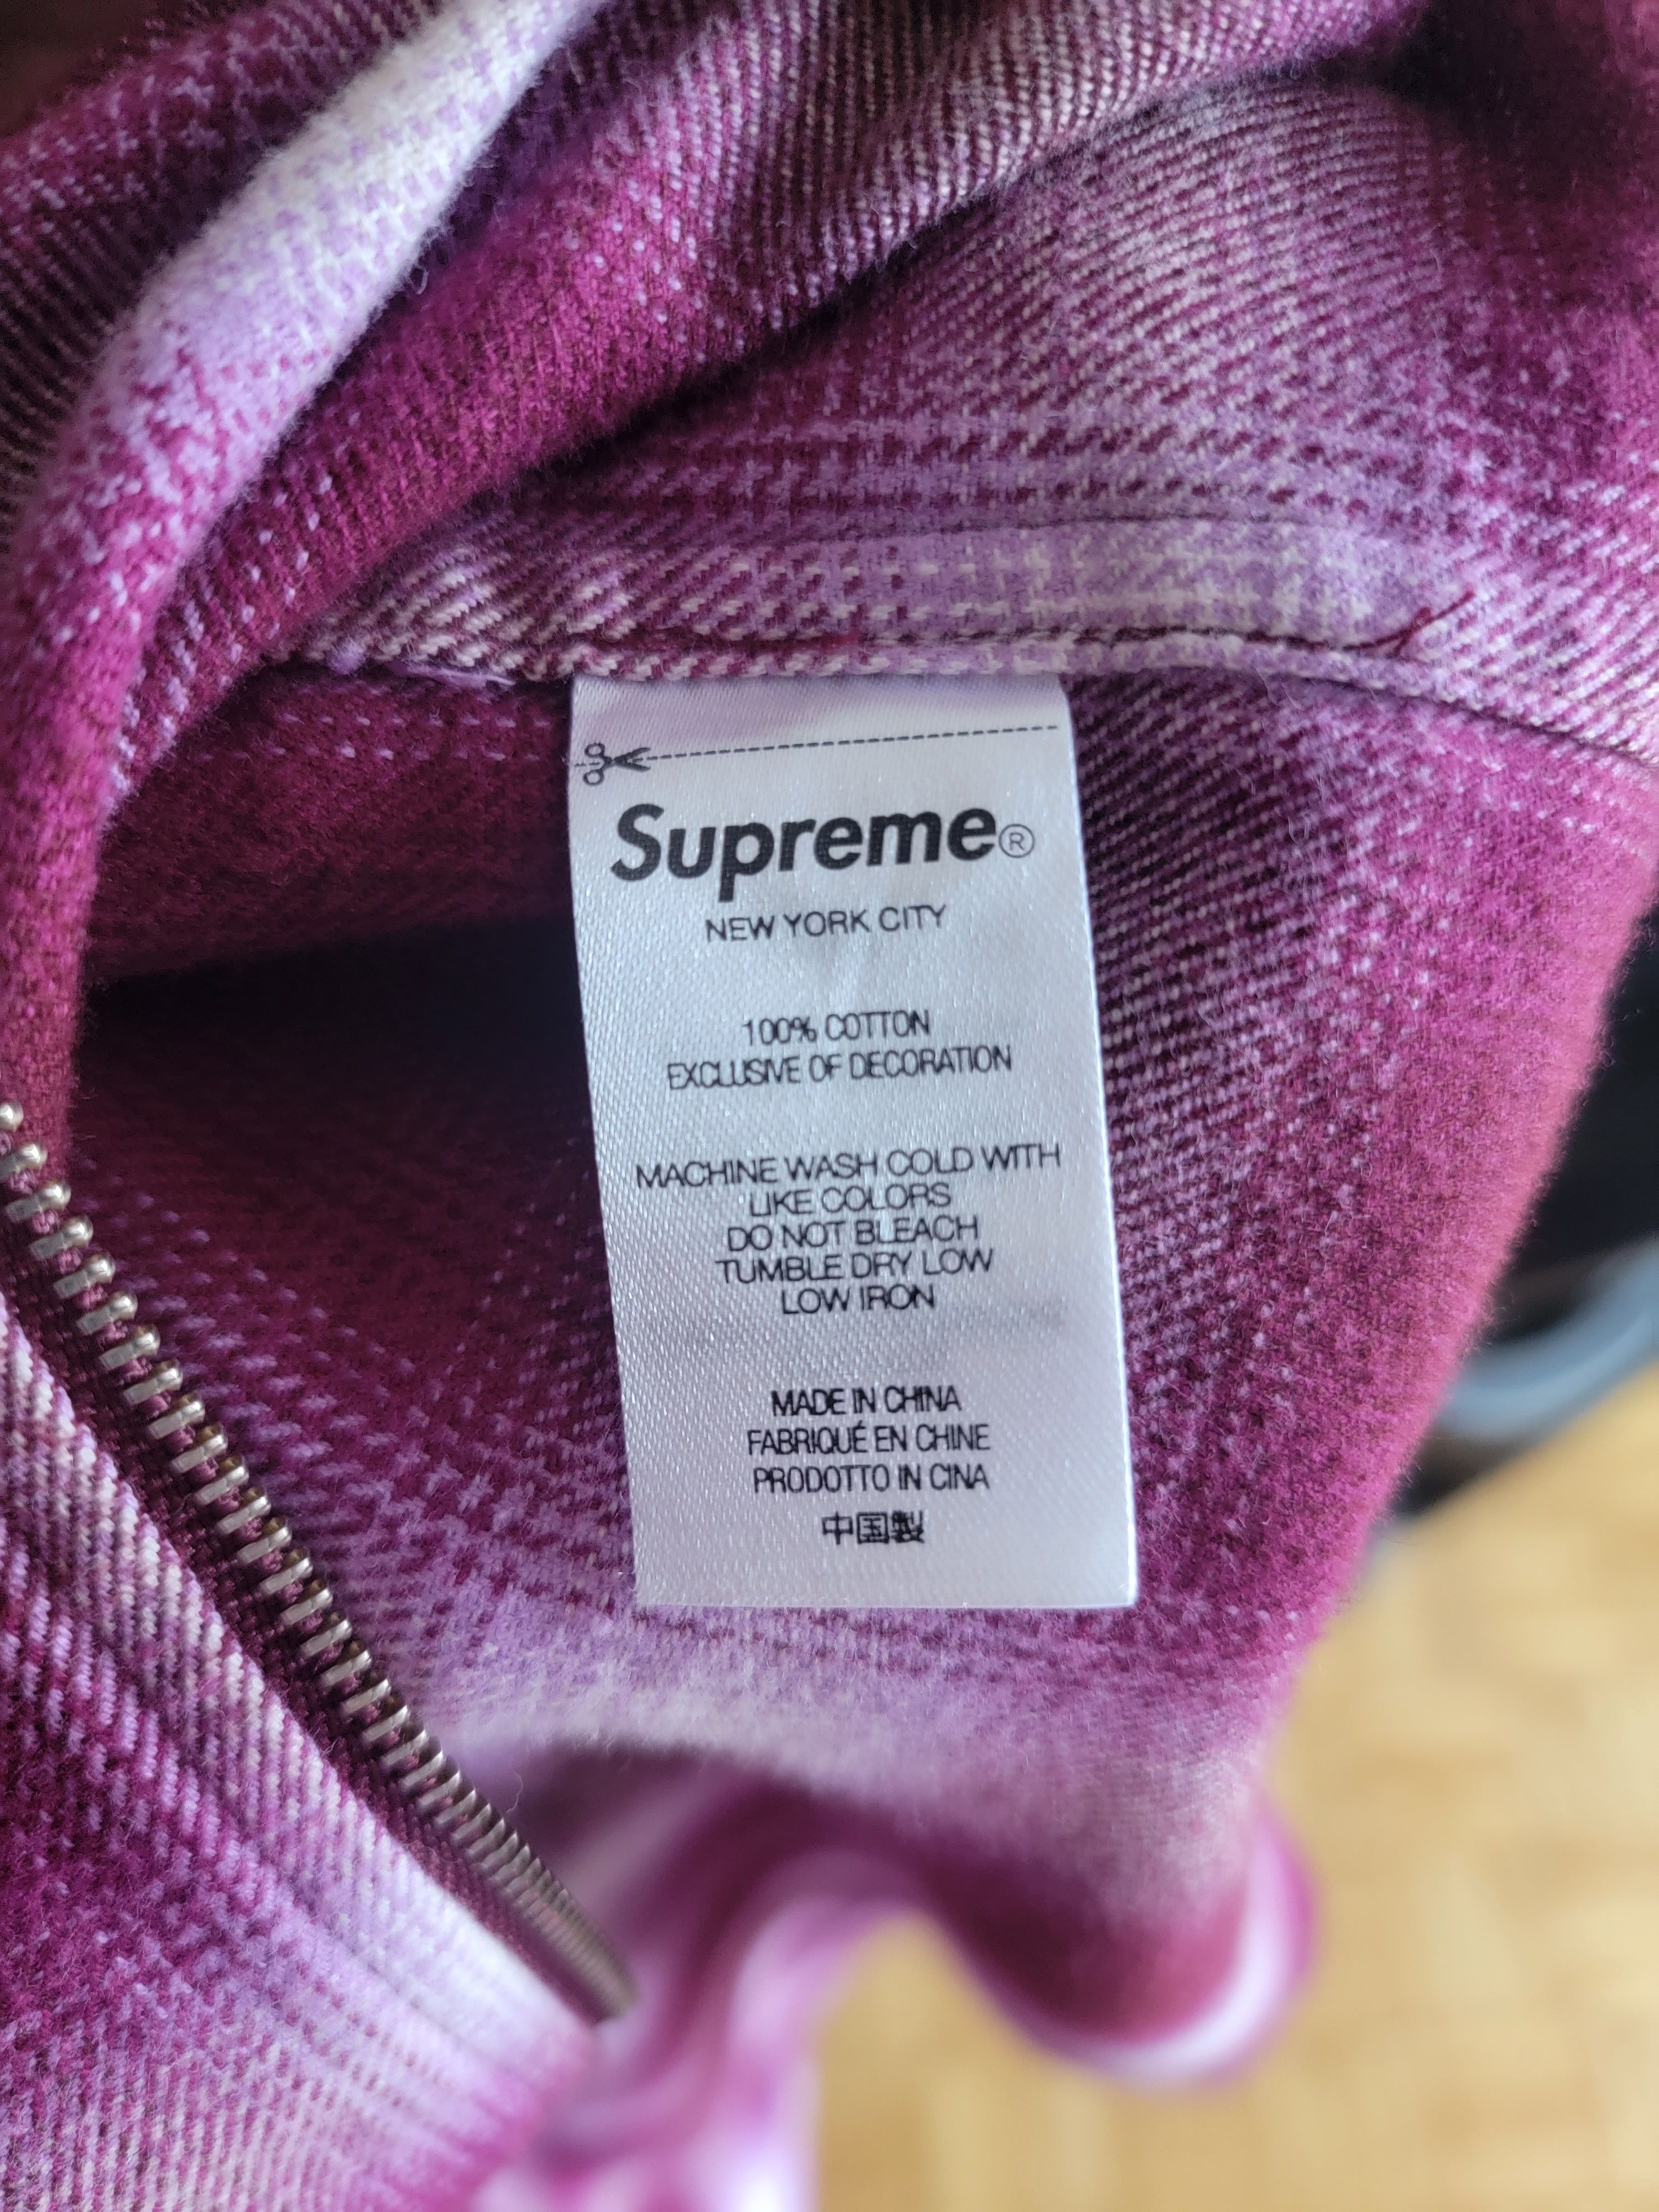 Supreme®
NEW YORK CITY
100% COTTON
EXCLUSIVE OF DECORATION
MACHINE WASH COLD WITH
LIKE COLORS
DO NOT BLEACH
TUMBLE DRY LOW
LOW IRON
MADE IN CHINA
FABRIQUÉ EN CHINE
PRODOTTO IN CINA
中国製